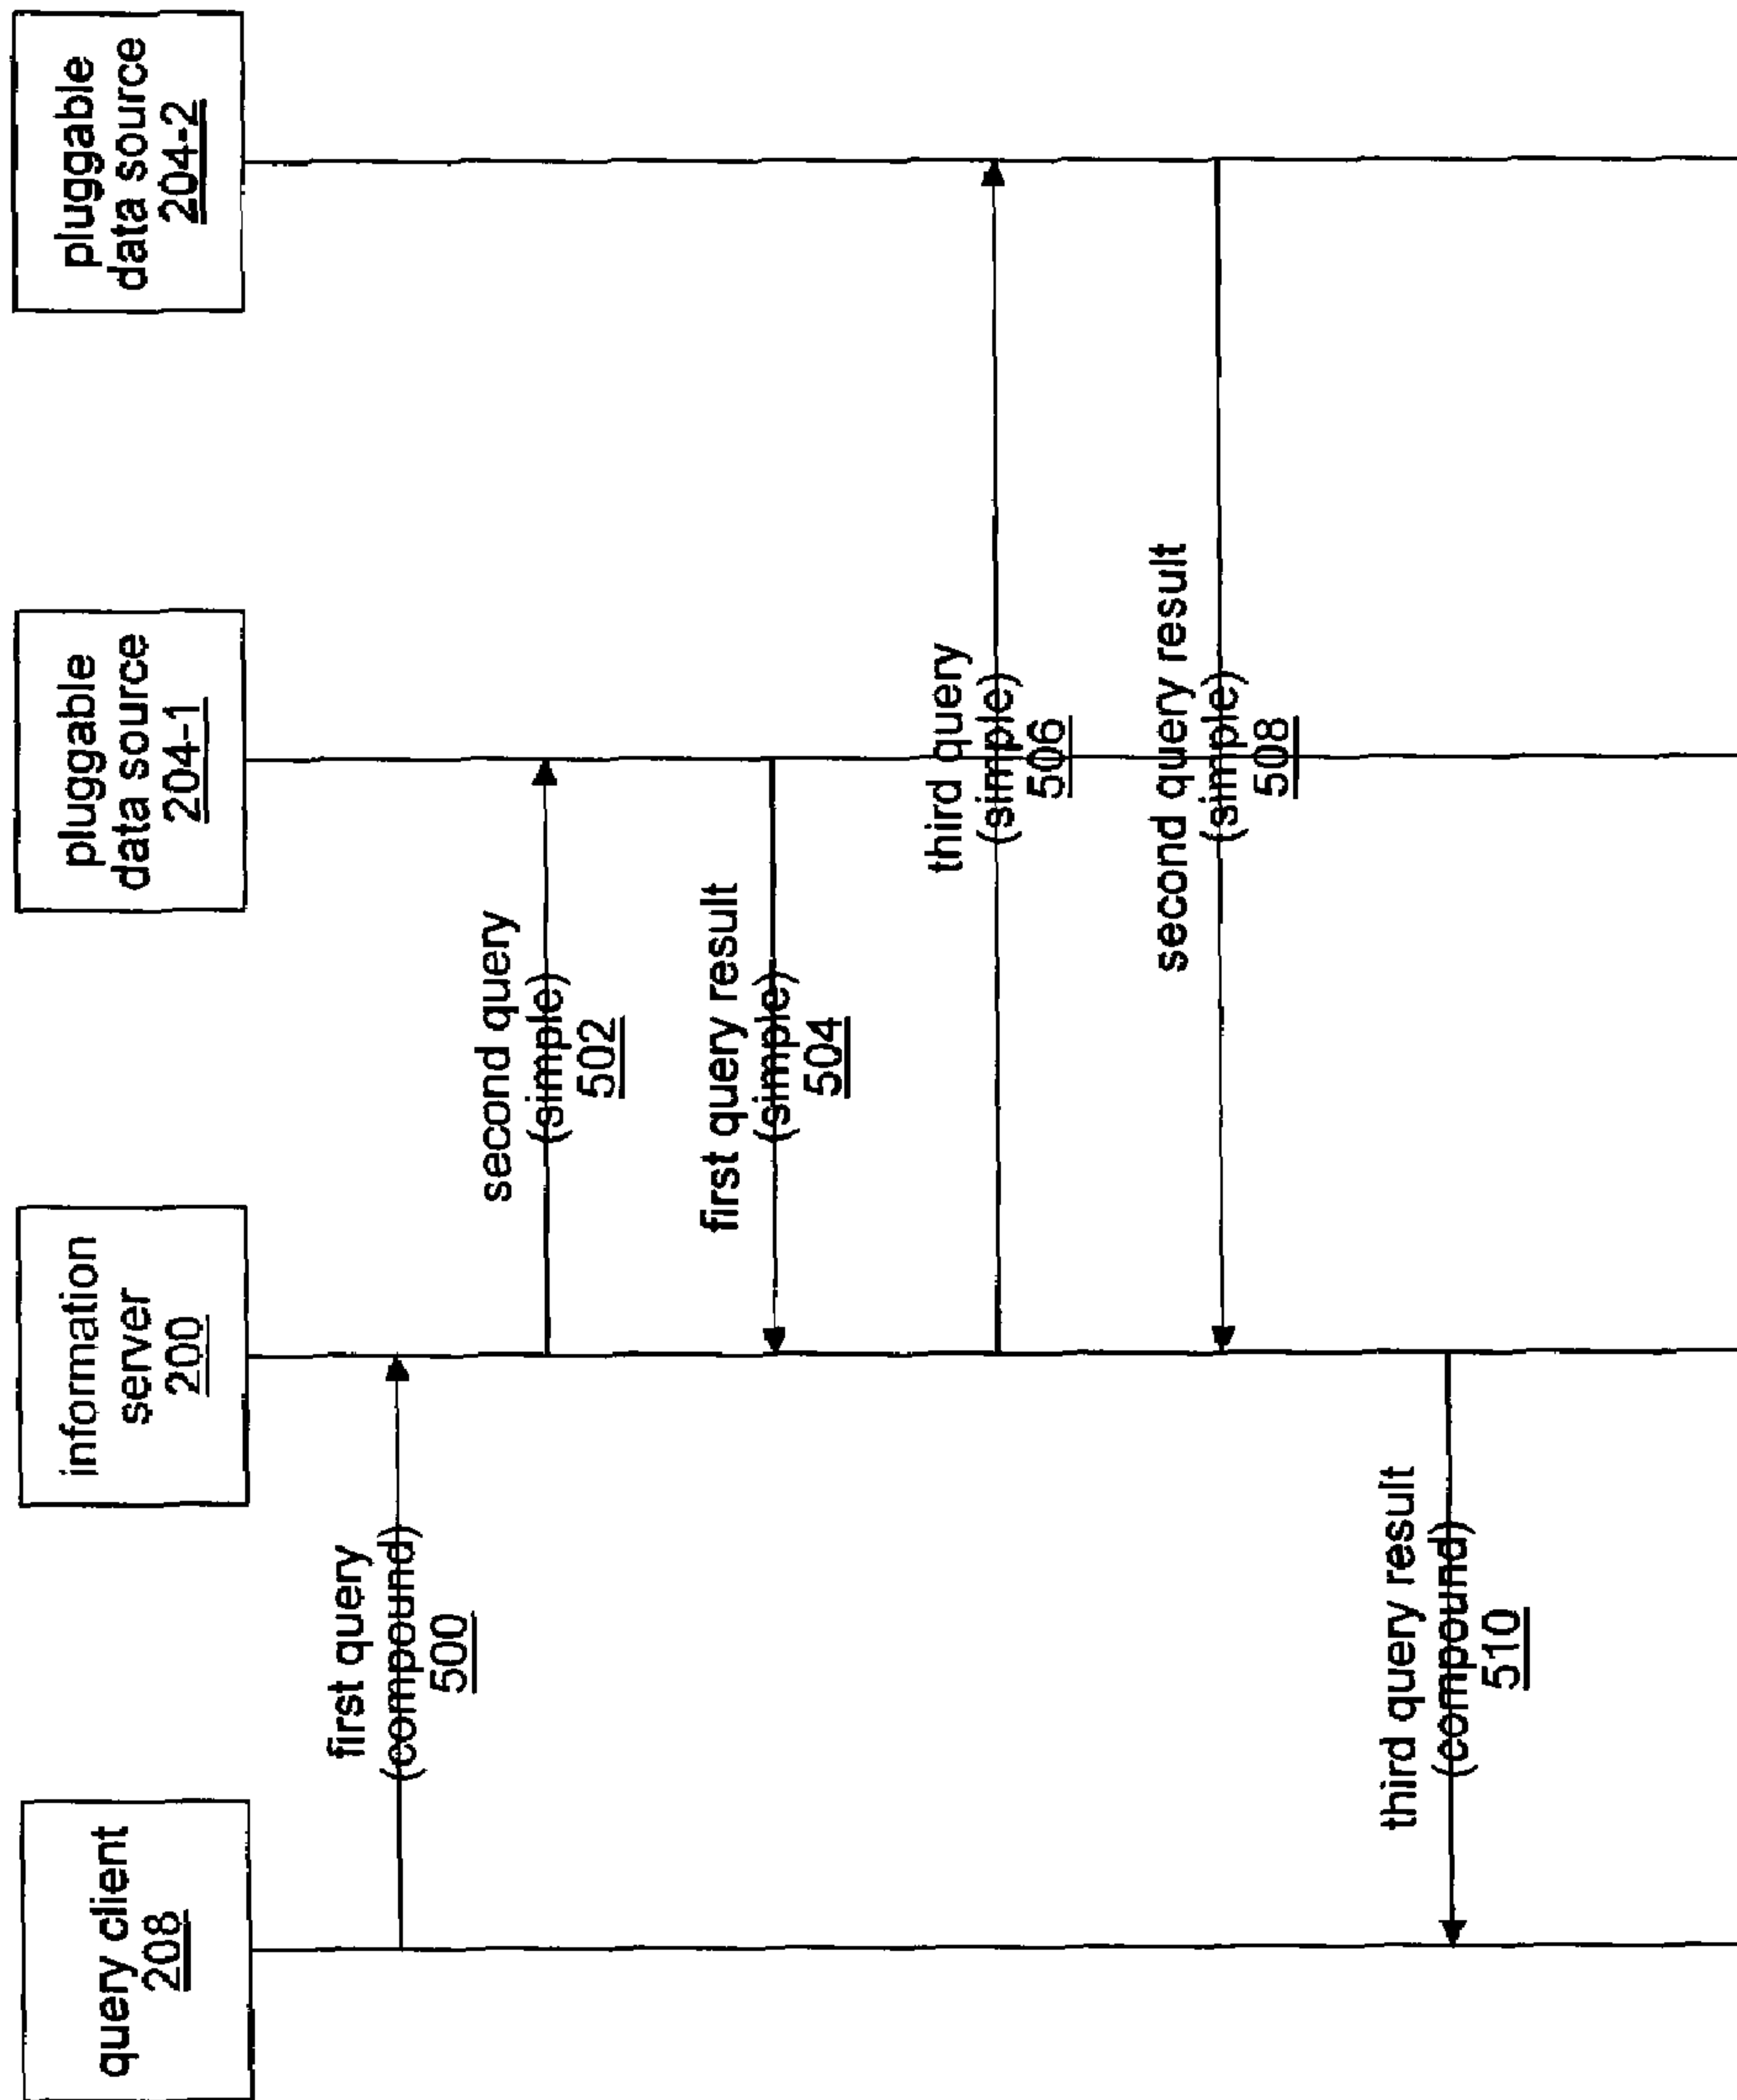 query client
208
information
server
200
pluggable
data source
204-1
pluggable
data source
204-2
first query
(compound)
500
second query
(simple)
502
first query result
(simple)
504
third query
(simple)
506
second query result
(simple)
508
third query result
(compound)
510